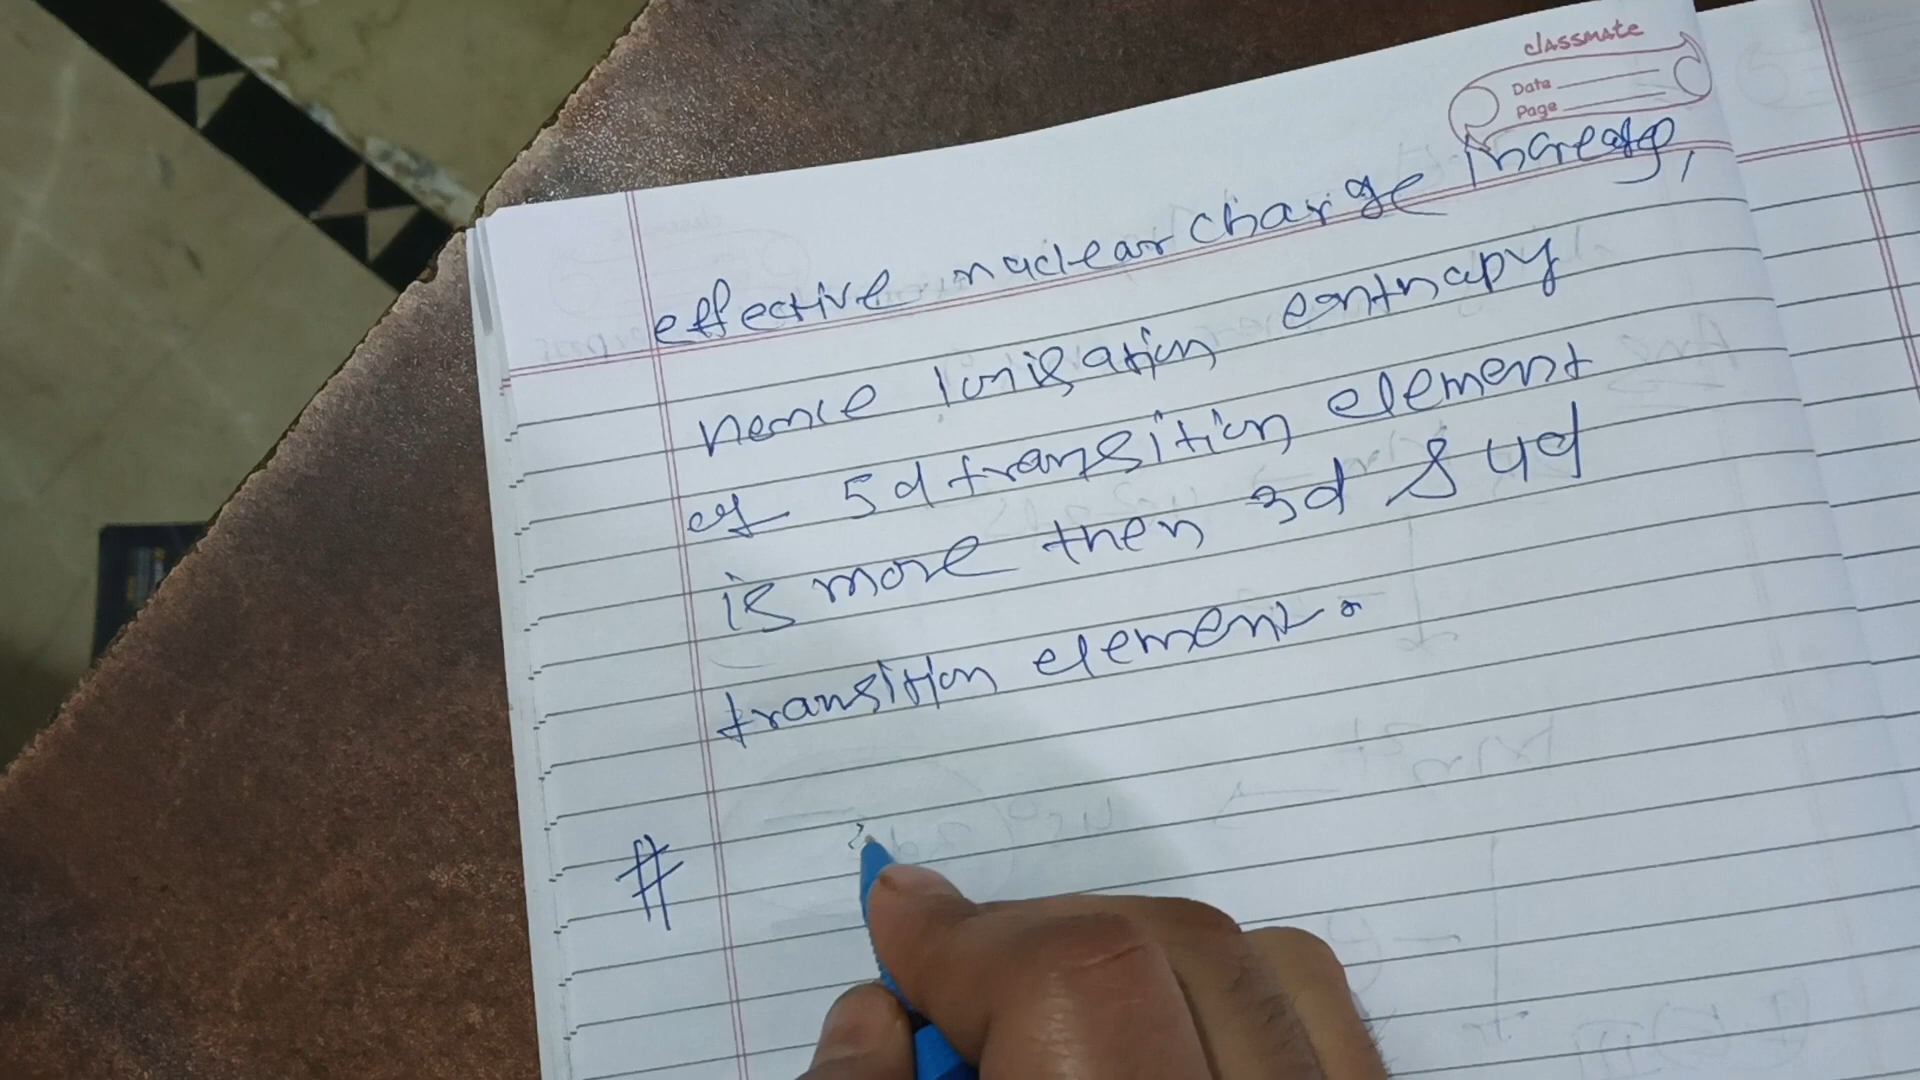 classmate
Date
Page
effective nuclear charge increase,
hence Ionisation entnapy
of 5d transition element
is more then 3d & 4d
transition element.
#